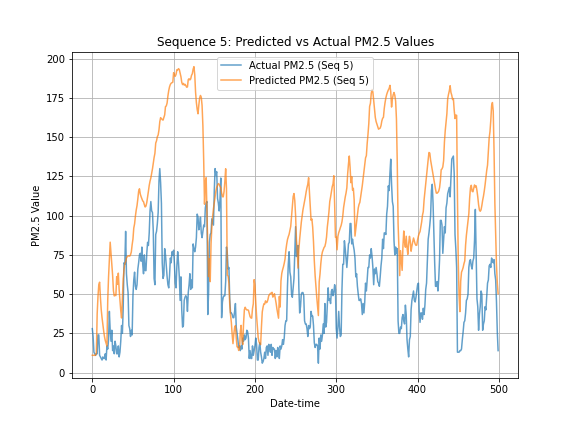 Sequence 5: Predicted vs Actual PM2.5 Values
Actual PM2.5 (Seq 5)
Predicted PM2.5 (Seq 5)
200
175
150
125
100
75
50
25
0
PM2.5 Value
0 100 200 300 400 500
Date-time